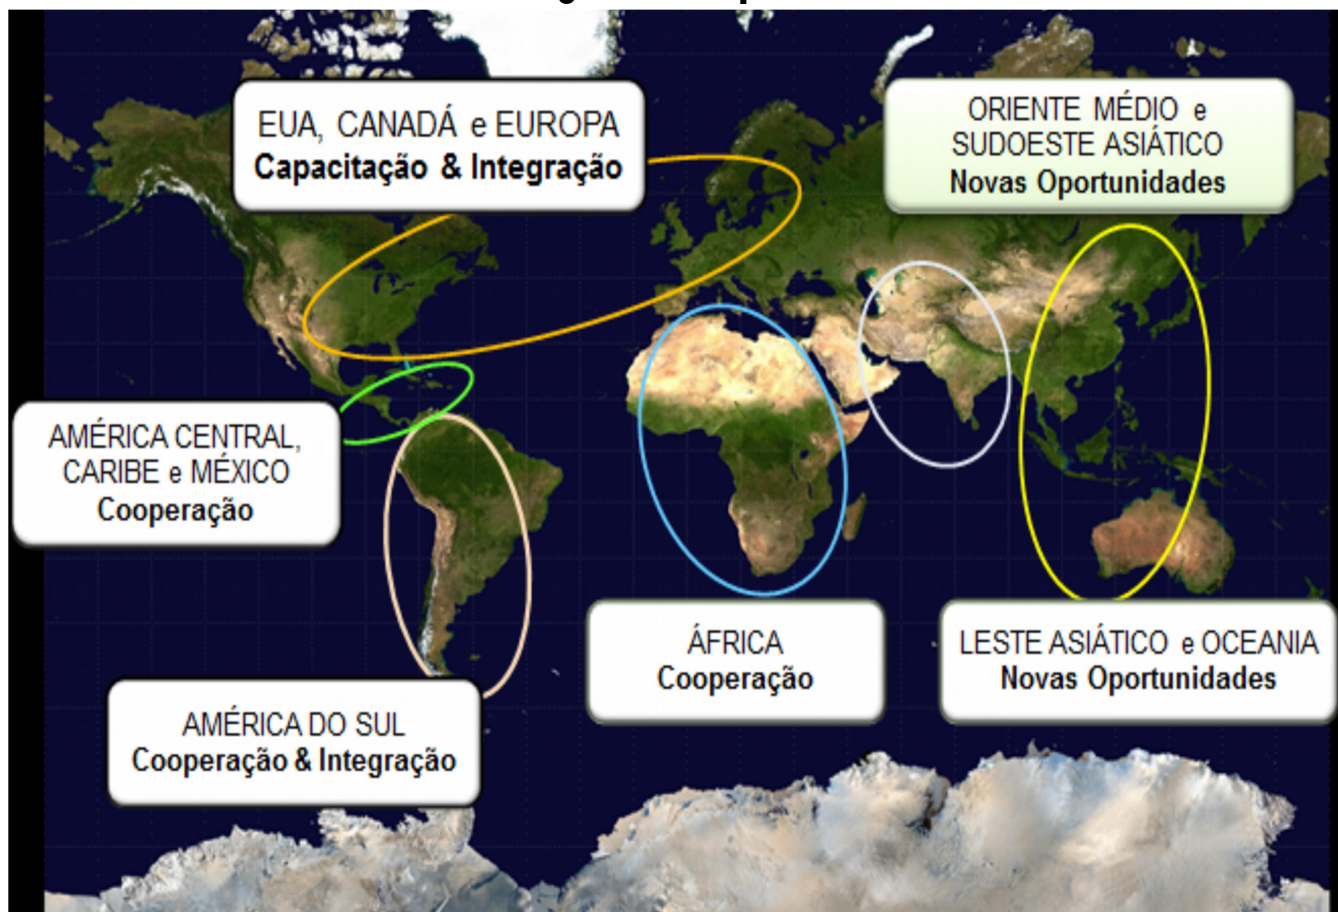 EUA, CANADÁ e EUROPA
Capacitação & Integração
ORIENTE MÉDIO e
SUDOESTE ASIÁTICO
Novas Oportunidades
AMÉRICA CENTRAL,
CARIBE e MÉXICO
Cooperação
ÁFRICA
Cooperação
LESTE ASIÁTICO e OCEANIA
Novas Oportunidades
AMÉRICA DO SUL
Cooperação & Integração